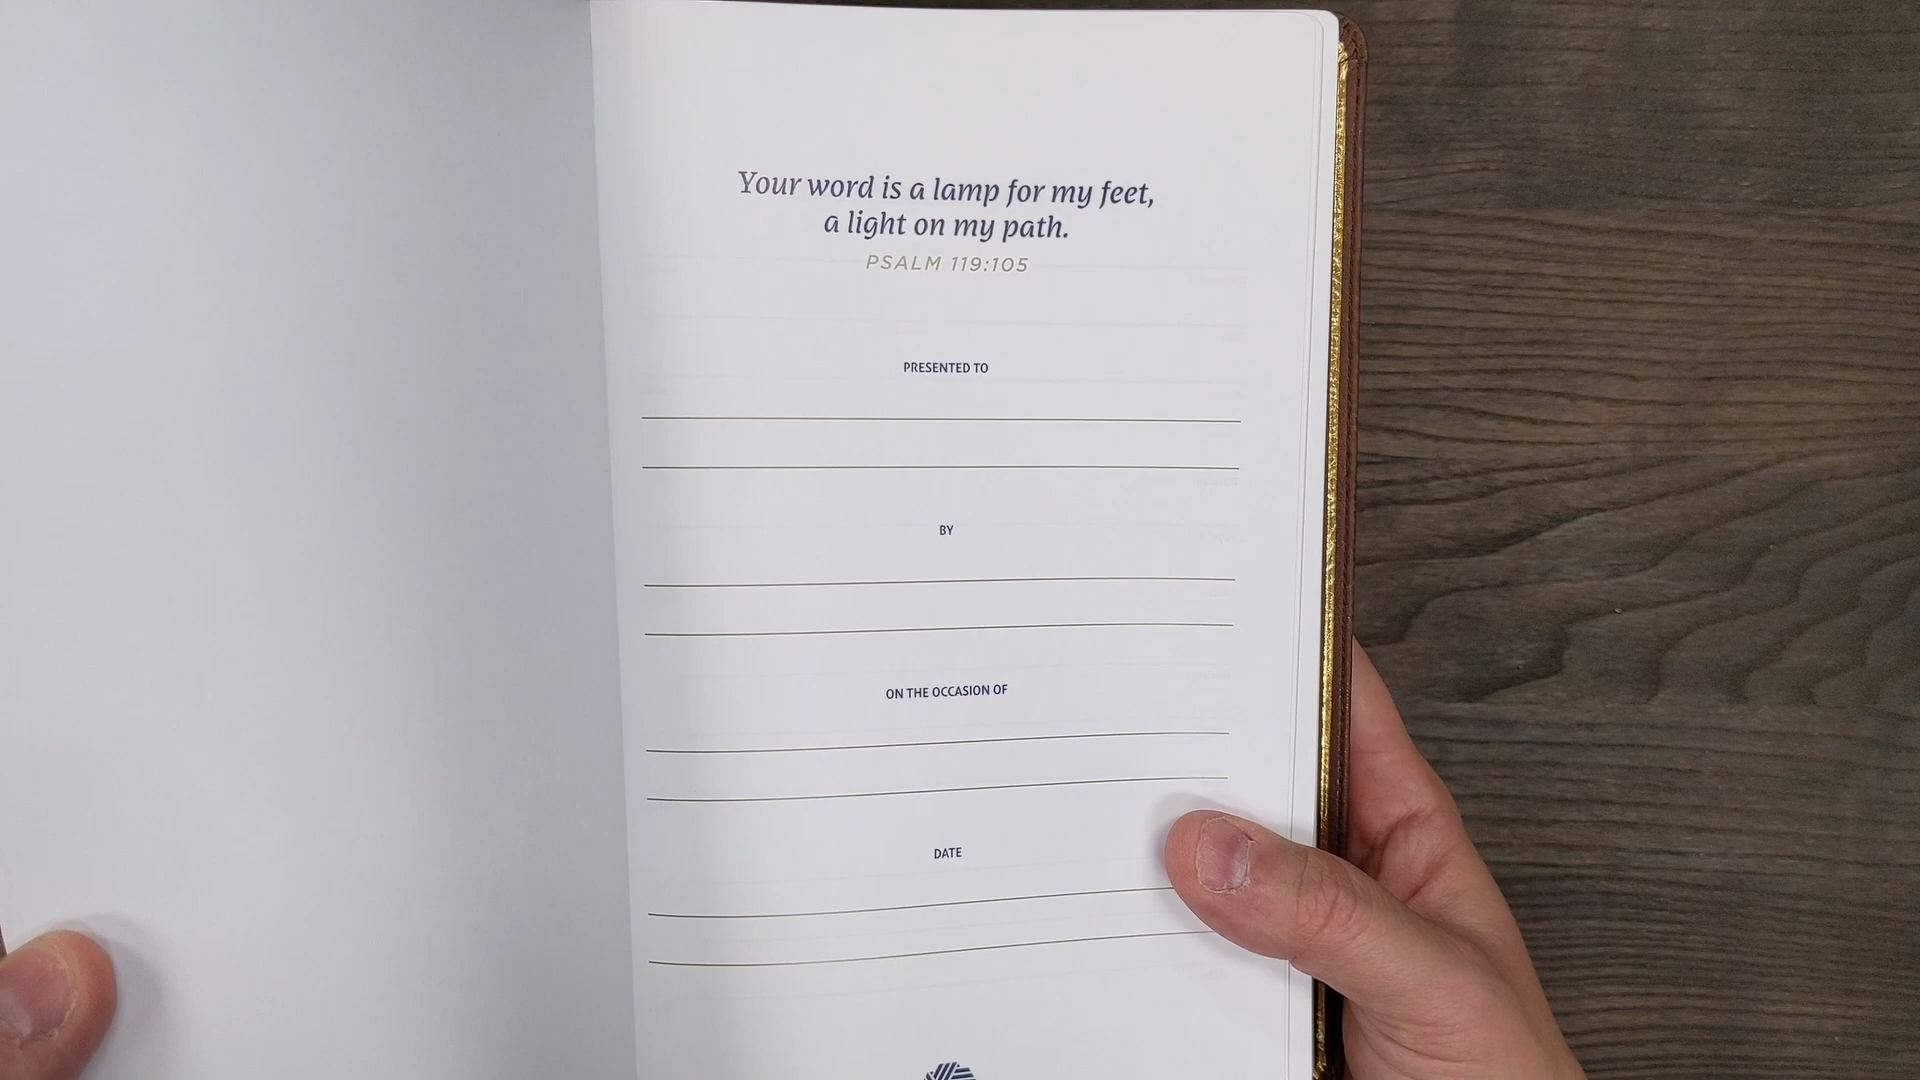 Your word is a lamp for my feet,
a light on my path.
PSALM 119:105
PRESENTED TO
BY
ON THE OCCASION OF
DATE